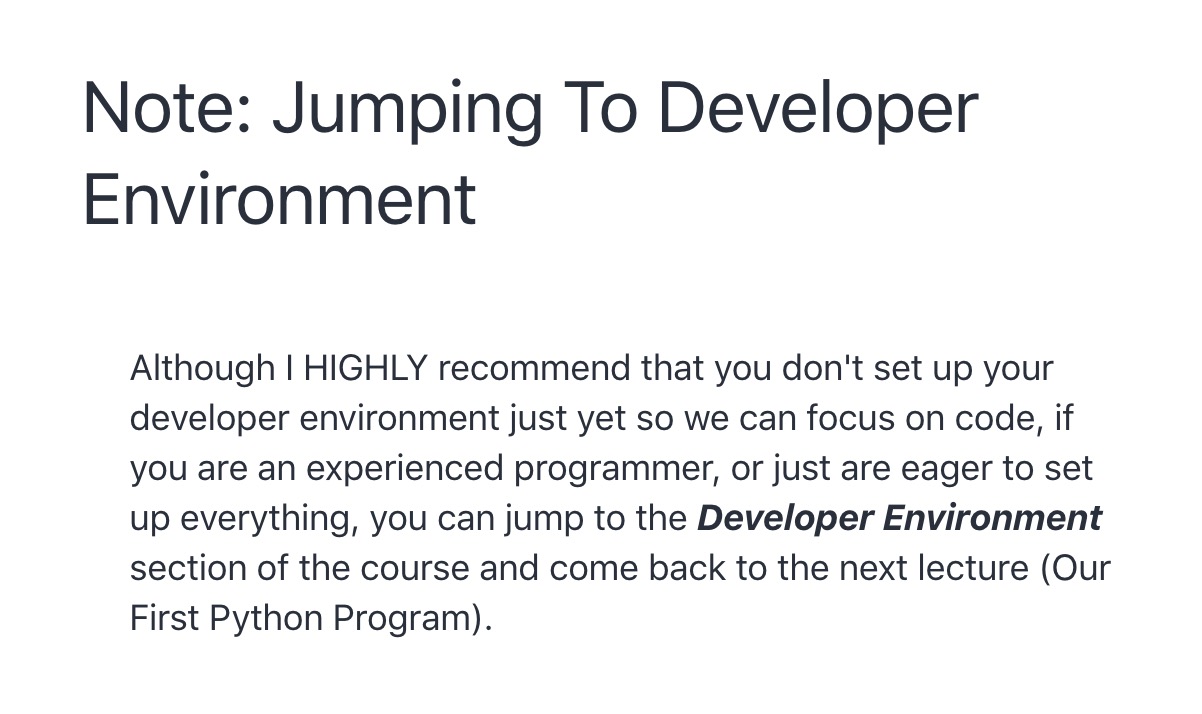 Note: Jumping To Developer
Environment
Although I HIGHLY recommend that you don't set up your
developer environment just yet so we can focus on code, if
you are an experienced programmer, or just are eager to set
up everything, you can jump to the Developer Environment
section of the course and come back to the next lecture (Our
First Python Program).